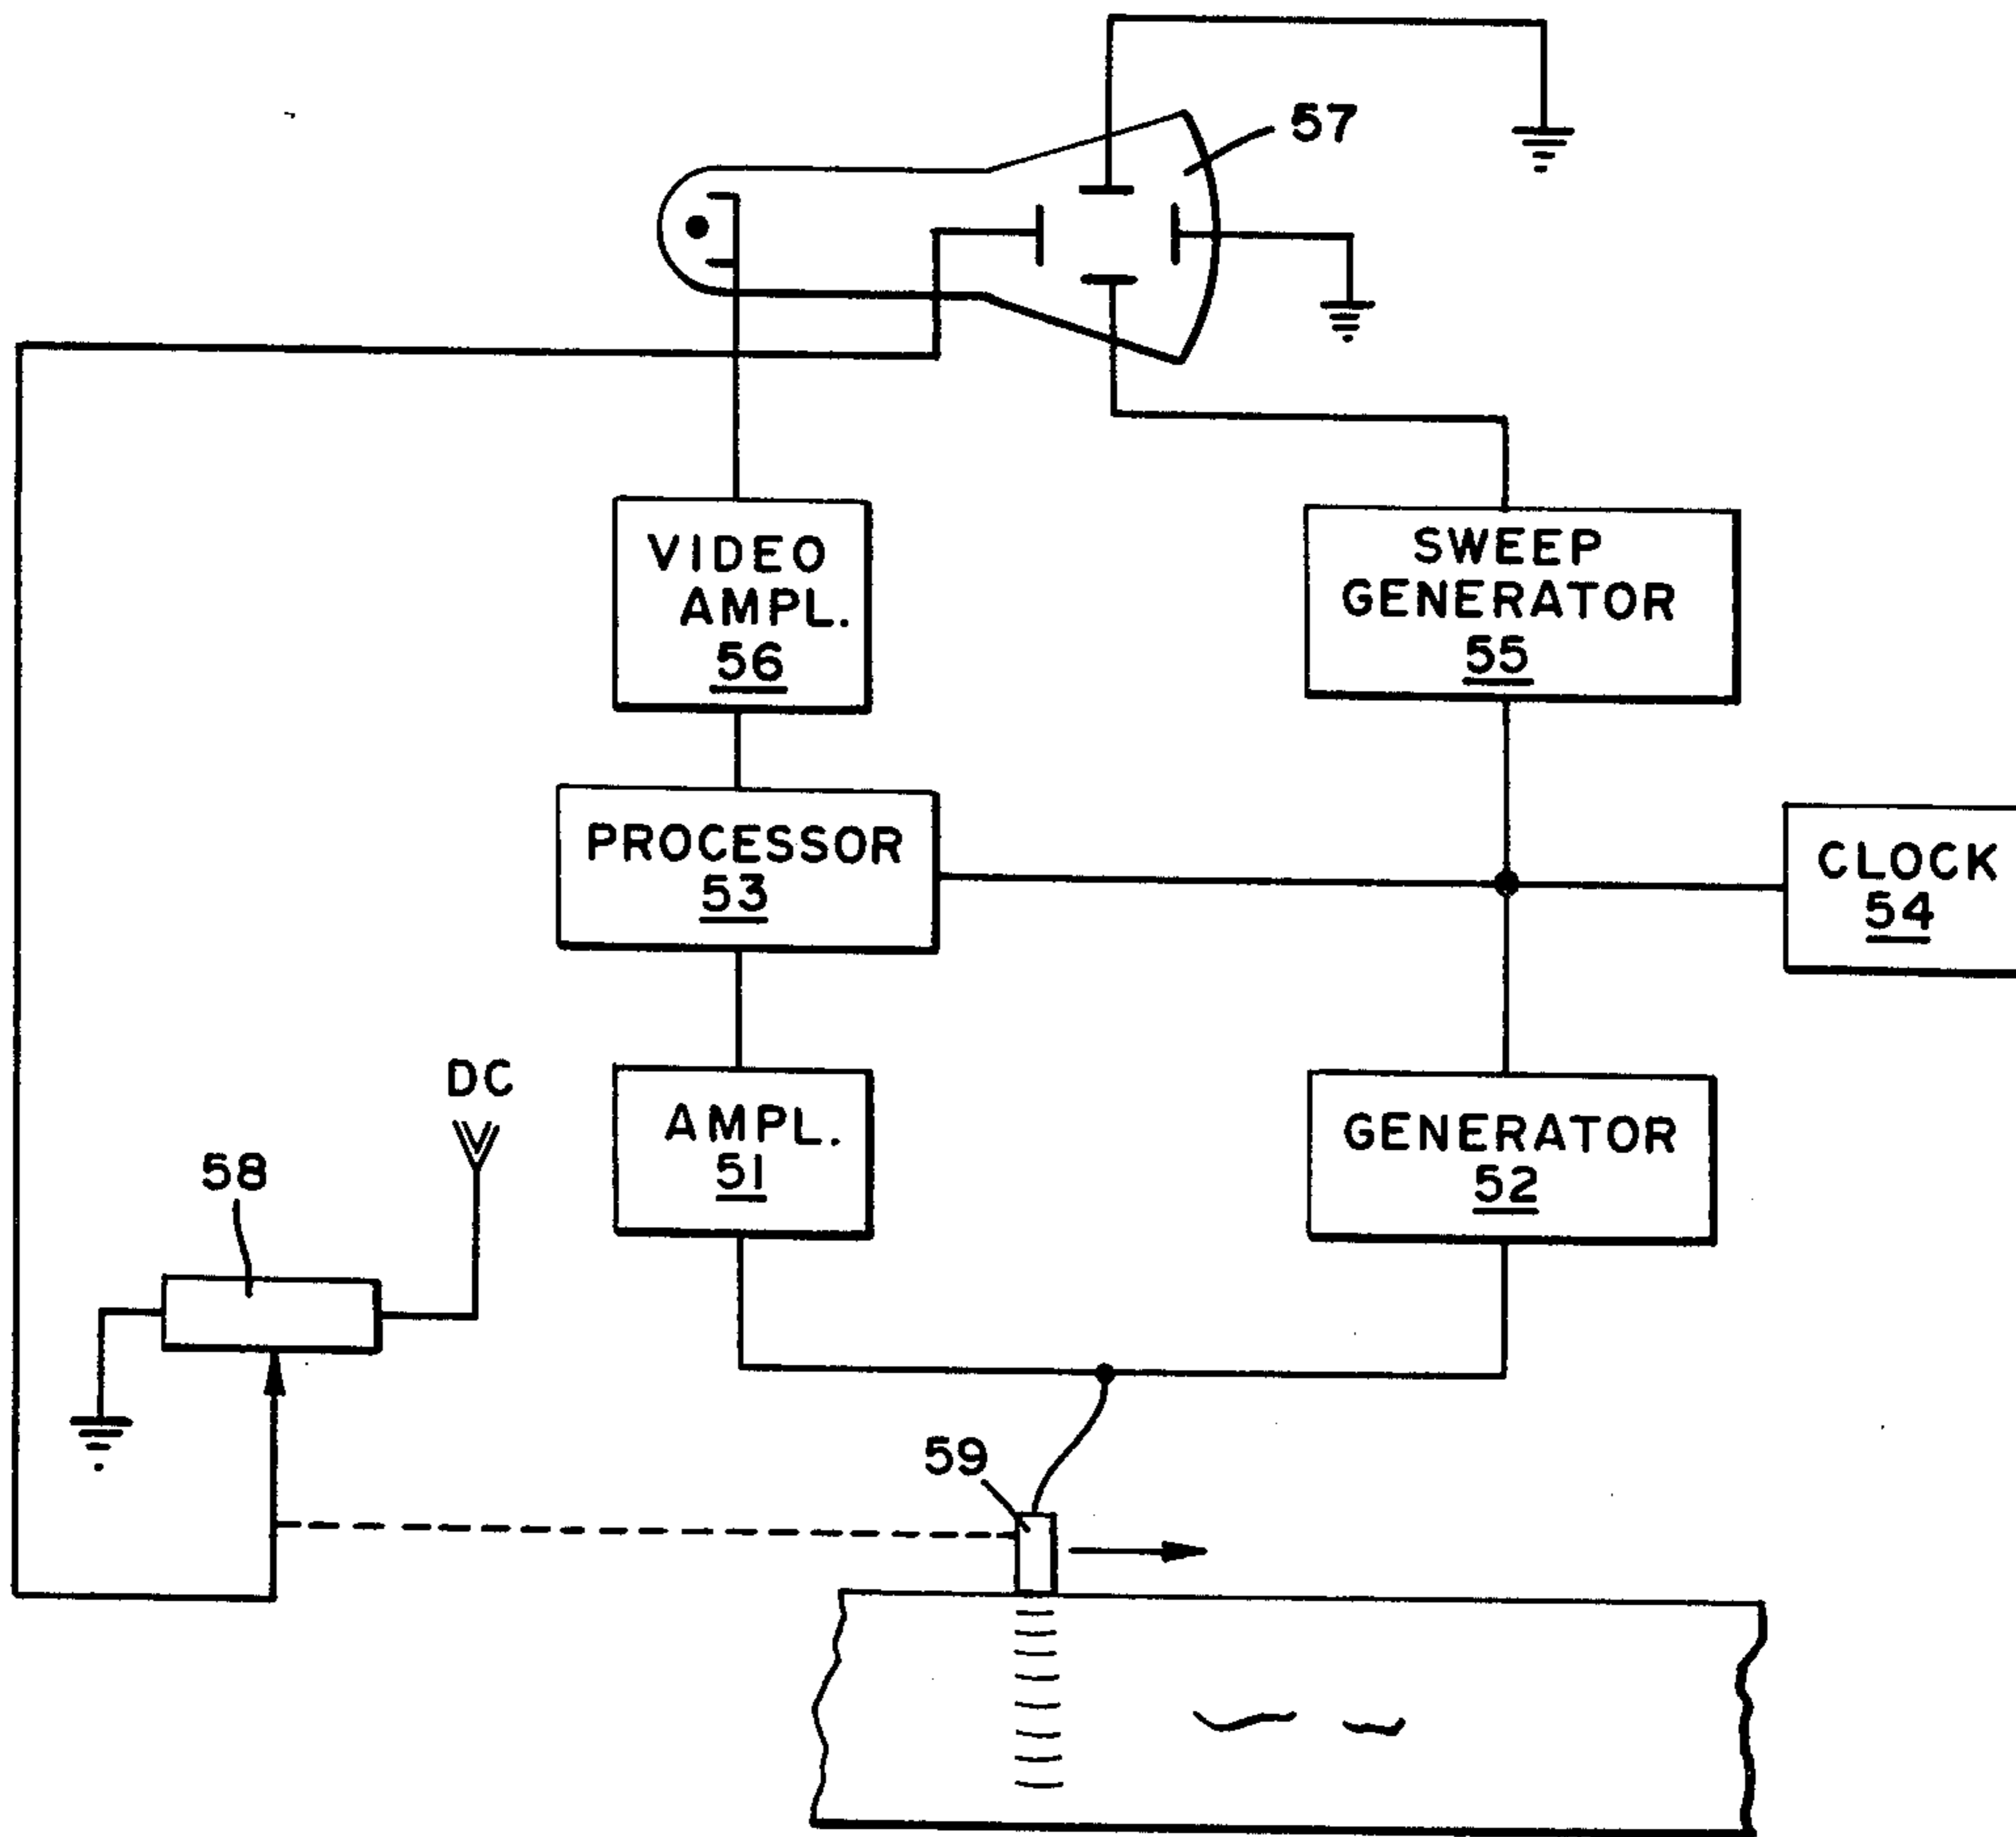 57
VIDEO
AMPL.
56
SWEEP
GENERATOR
55
PROCESSOR
53
CLOCK
54
DC
AMPL.
51
GENERATOR
52
58
59